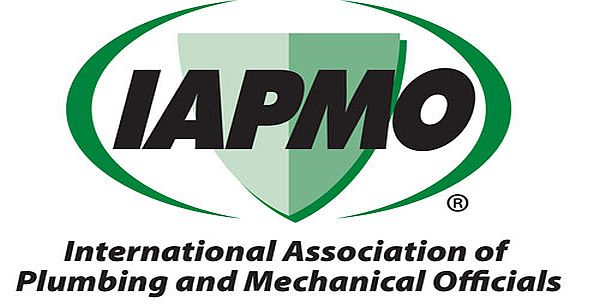 IAPMO
®
International Association of
Plumbing and Mechanical Officials